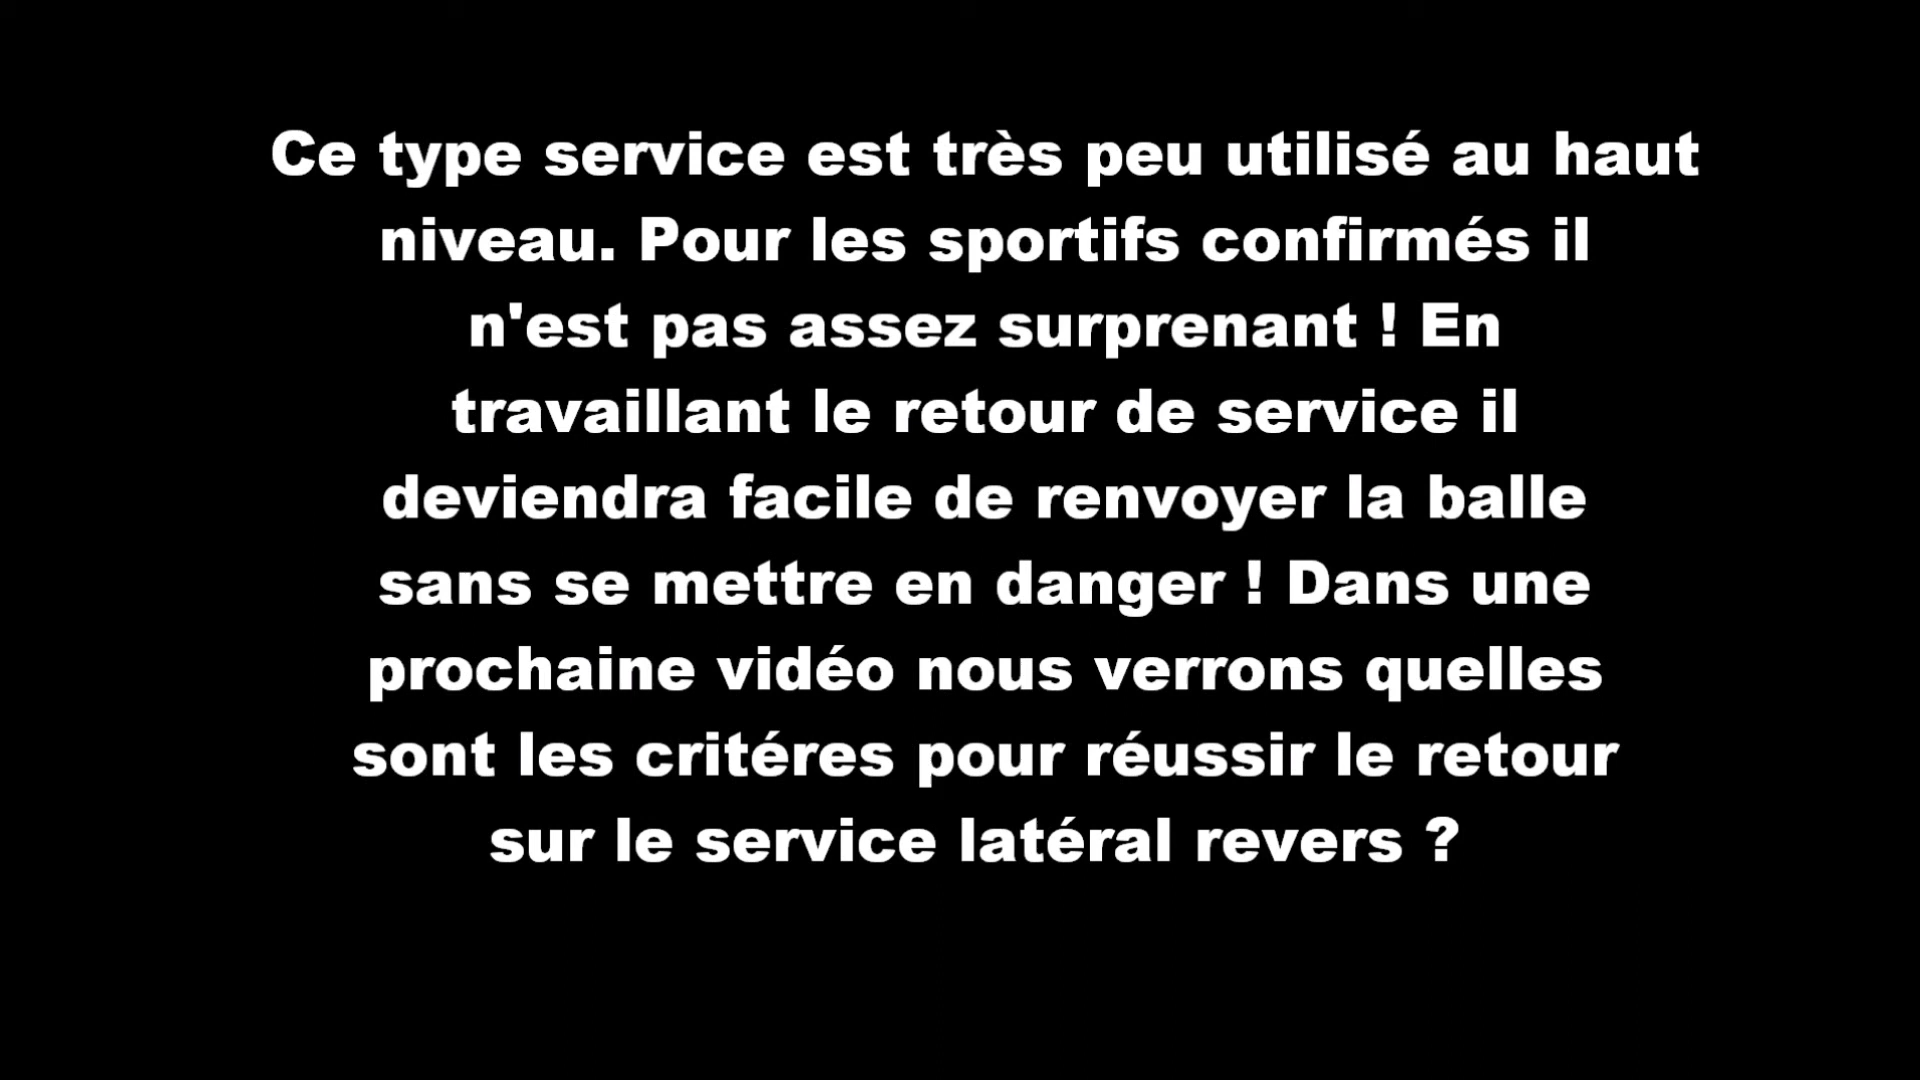 Ce type service est très peu utilisé au haut
niveau. Pour les sportifs confirmés il
n'est pas assez surprenant ! En
travaillant le retour de service il
deviendra facile de renvoyer la balle
sans se mettre en danger ! Dans une
prochaine vidéo nous verrons quelles
sont les critéres pour réussir le retour
sur le service latéral revers ?